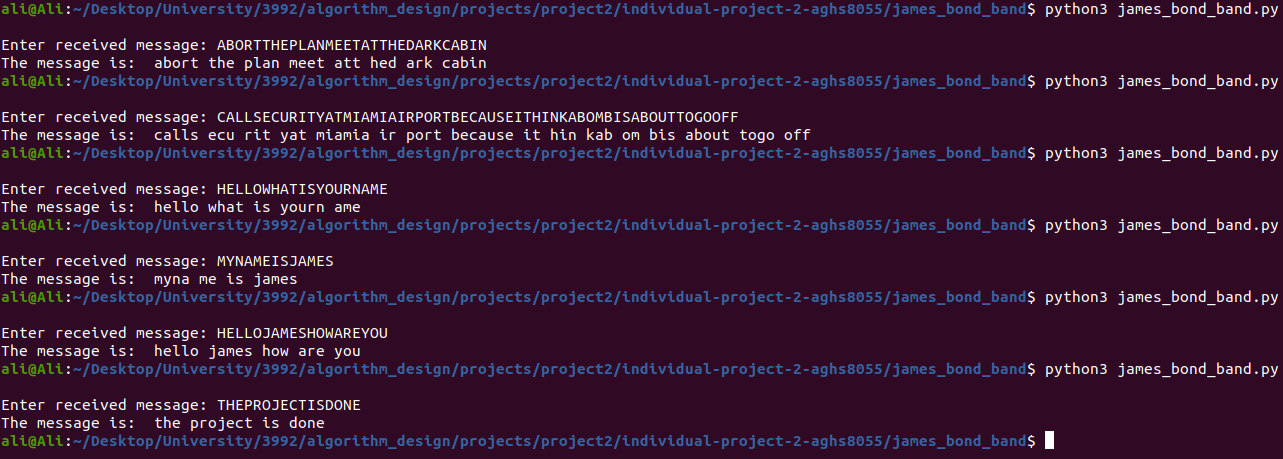 ali@Ali:~/Desktop/University/3992/algorithm_design/projects/project2/individual-project-2-aghs8055/james_bond_band$ python3 james_bond_band.py
Enter received message: ABORTTHEPLANMEETATTHEDARKCABIN
The message is:  abort the plan meet att hed ark cabin
ali@Ali:~/Desktop/University/3992/algorithm_design/projects/project2/individual-project-2-aghs8055/james_bond_band$ python3 james_bond_band.py
Enter received message: CALLSECURITYATMIAMIAIRPORTBECAUSEITHINKABOMBISABOUTTOGOOFF
The message is:  calls ecu rit yat miamia ir port because it hin kab om bis about togo off
ali@Ali:~/Desktop/University/3992/algorithm_design/projects/project2/individual-project-2-aghs8055/james_bond_band$ python3 james_bond_band.py
Enter received message: HELLOWHATISYOURNAME
The message is:  hello what is yourn ame
ali@Ali:~/Desktop/University/3992/algorithm_design/projects/project2/individual-project-2-aghs8055/james_bond_band$ python3 james_bond_band.py
Enter received message: MYNAMEISJAMES
The message is:  myna me is james
ali@Ali:~/Desktop/University/3992/algorithm_design/projects/project2/individual-project-2-aghs8055/james_bond_band$ python3 james_bond_band.py
Enter received message: HELLOJAMESHOWAREYOU
The message is:  hello james how are you
ali@Ali:~/Desktop/University/3992/algorithm_design/projects/project2/individual-project-2-aghs8055/james_bond_band$ python3 james_bond_band.py
Enter received message: THEPROJECTISDONE
The message is:  the project is done
ali@Ali:~/Desktop/University/3992/algorithm_design/projects/project2/individual-project-2-aghs8055/james_bond_band$